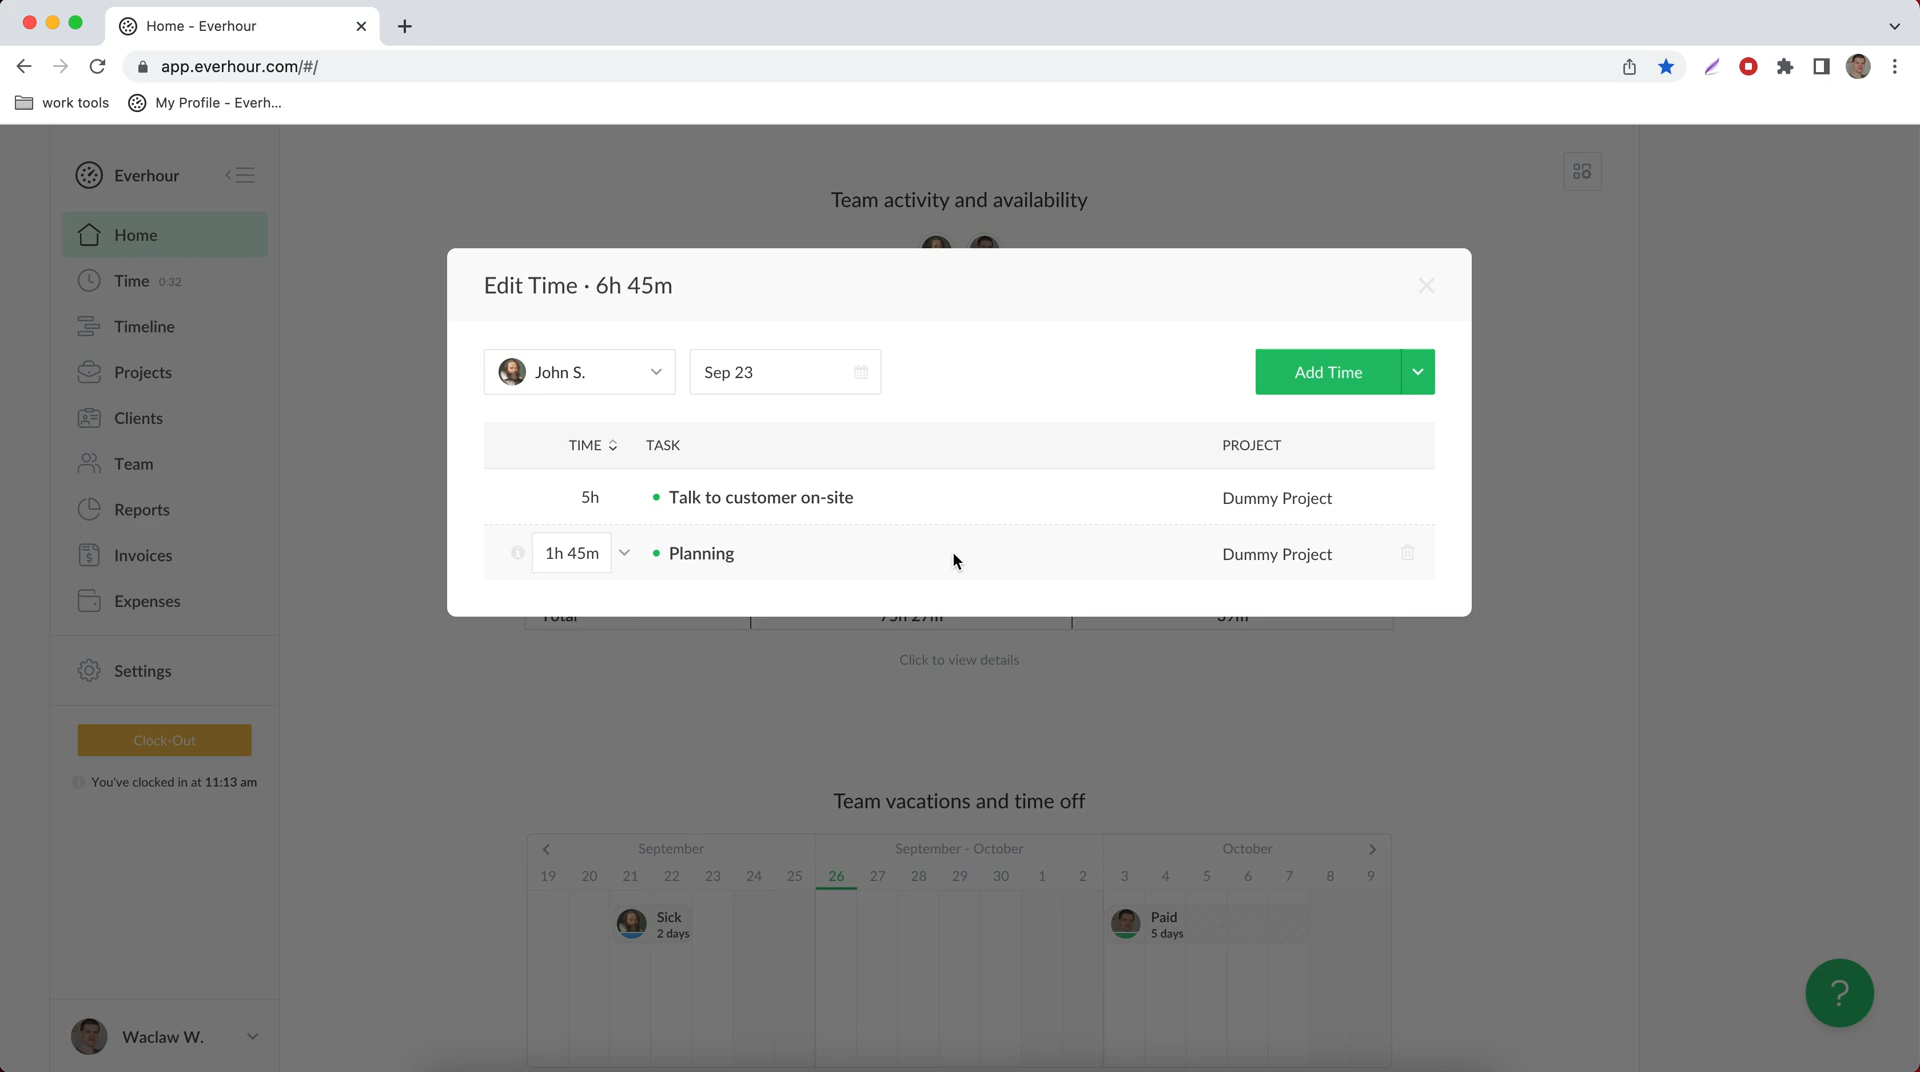 Home - Everhour
app.everhour.com/#/
work tools
My Profile - Everh...
Everhour
Home
Time 0:32
Timeline
Projects
Clients
Team
Reports
Invoices
Expenses
Settings
Clock-Out
You've clocked in at 11:13 am
Waclaw W.
Team activity and availability
Edit Time · 6h 45m
John S.
Sep 23
Add Time
TIME TASK PROJECT
5h Talk to customer on-site Dummy Project
1h 45m Planning Dummy Project
Total 75h 27m 39m
Click to view details
Team vacations and time off
September September - October October
19 20 21 22 23 24 25 26 27 28 29 30 1 2 3 4 5 6 7 8 9
Sick Paid
2 days 5 days
?